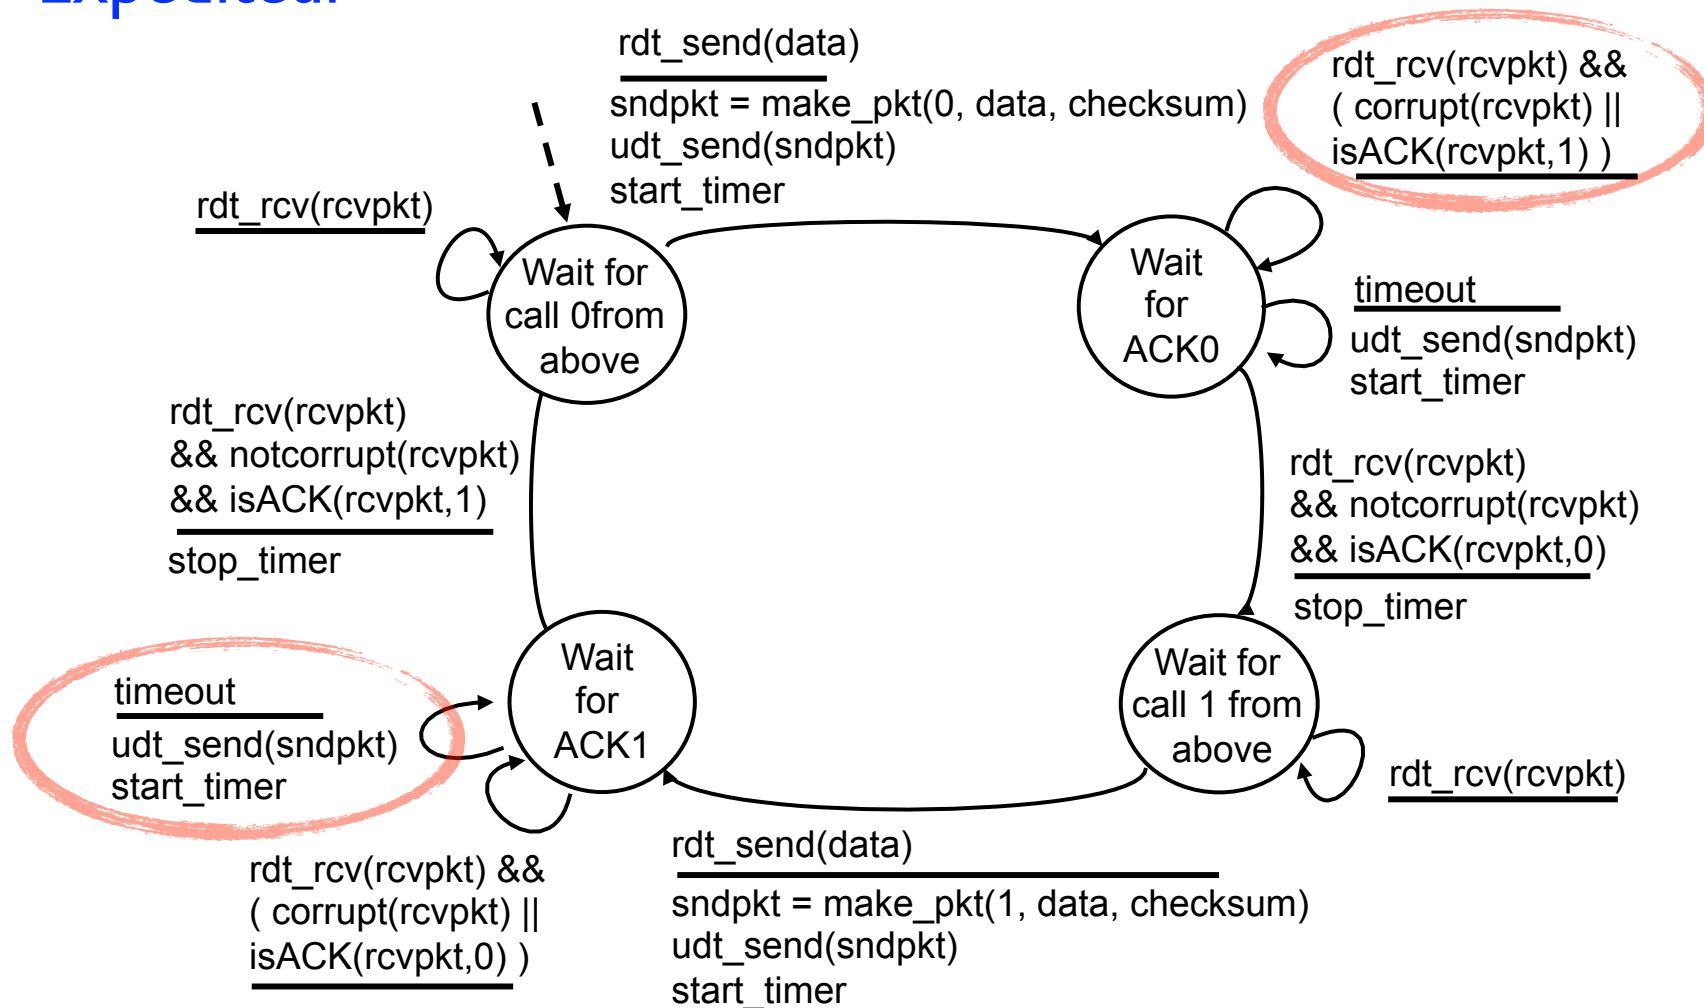 rdt_send(data)
sndpkt = make_pkt(0, data, checksum)
udt_send(sndpkt)
start_timer
rdt_rcv(rcvpkt) &&
( corrupt(rcvpkt) ||
isACK(rcvpkt,1) )
rdt_rcv(rcvpkt)
Wait for
call 0from
above
Wait
for
ACK0
timeout
udt_send(sndpkt)
start_timer
rdt_rcv(rcvpkt)
&& notcorrupt(rcvpkt)
&& isACK(rcvpkt,1)
stop_timer
rdt_rcv(rcvpkt)
&& notcorrupt(rcvpkt)
&& isACK(rcvpkt,0)
stop_timer
timeout
udt_send(sndpkt)
start_timer
Wait
for
ACK1
Wait for
call 1 from
above
rdt_rcv(rcvpkt)
rdt_rcv(rcvpkt) &&
( corrupt(rcvpkt) ||
isACK(rcvpkt,0) )
rdt_send(data)
sndpkt = make_pkt(1, data, checksum)
udt_send(sndpkt)
start_timer